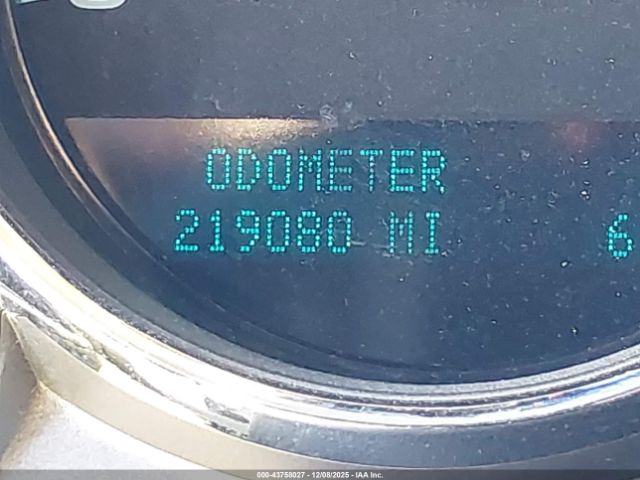 ODOMETER
219080 MI 6
000-43758027 - 12/08/2025 - IAA Inc.